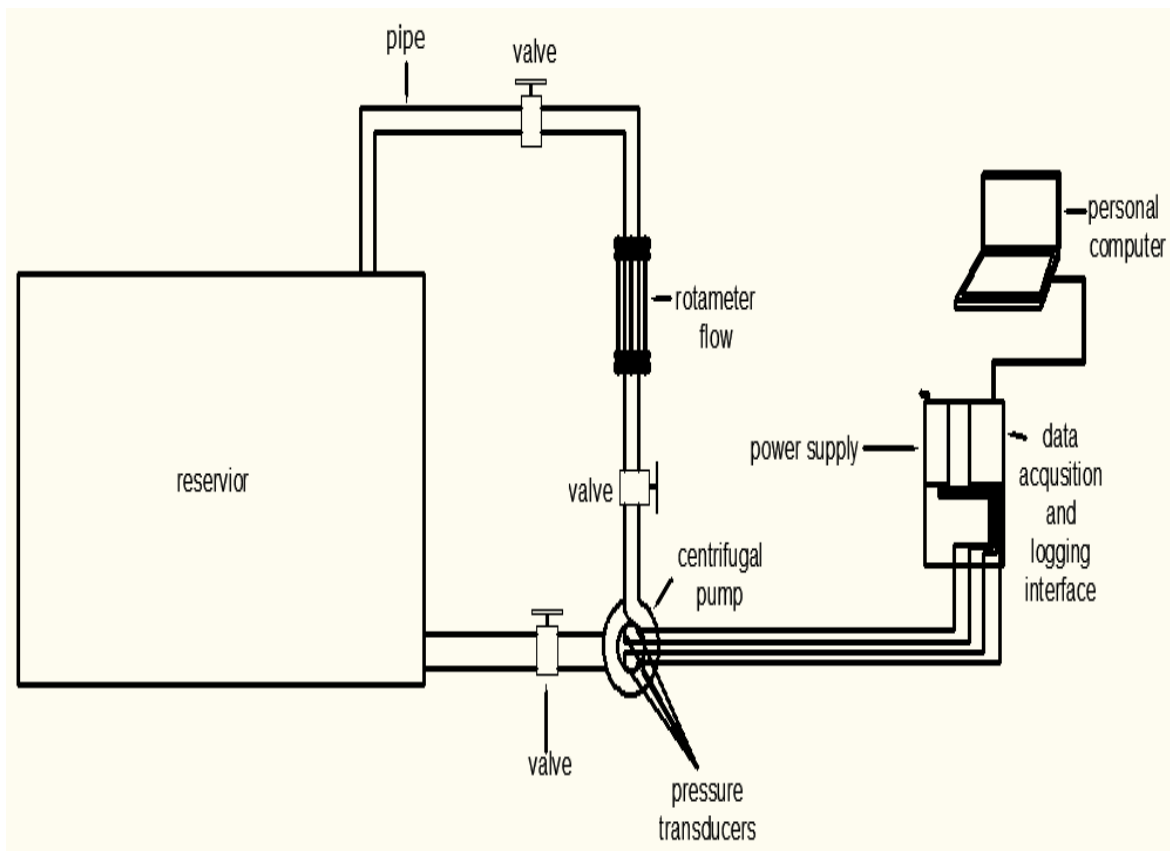 pipe
valve
personal
computer
rotameter
flow
reservior
power supply
data
acqusition
and
logging
interface
valve
centrifugal
pump
valve
pressure
transducers